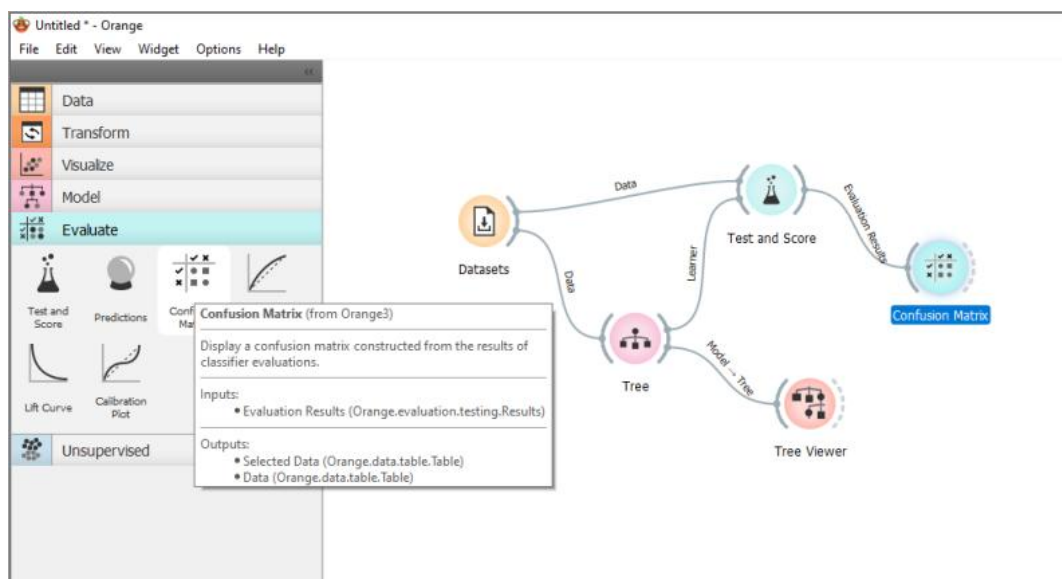 Untitled * - Orange
File Edit View Widget Options Help
Data
Transform
Visualize
Model
Evaluate
Test and
Score
Predictions
Lift Curve
Calibration
Plot
Unsupervised
Confusion Matrix (from Orange3)
Display a confusion matrix constructed from the results of
classifier evaluations.
Inputs:
• Evaluation Results (Orange.evaluation.testing.Results)
Outputs:
• Selected Data (Orange.data.table.Table)
• Data (Orange.data.table.Table)
Datasets
Data
Data
Tree
Learner
Model → Tree
Tree Viewer
Test and Score
Evaluation Results
Confusion Matrix